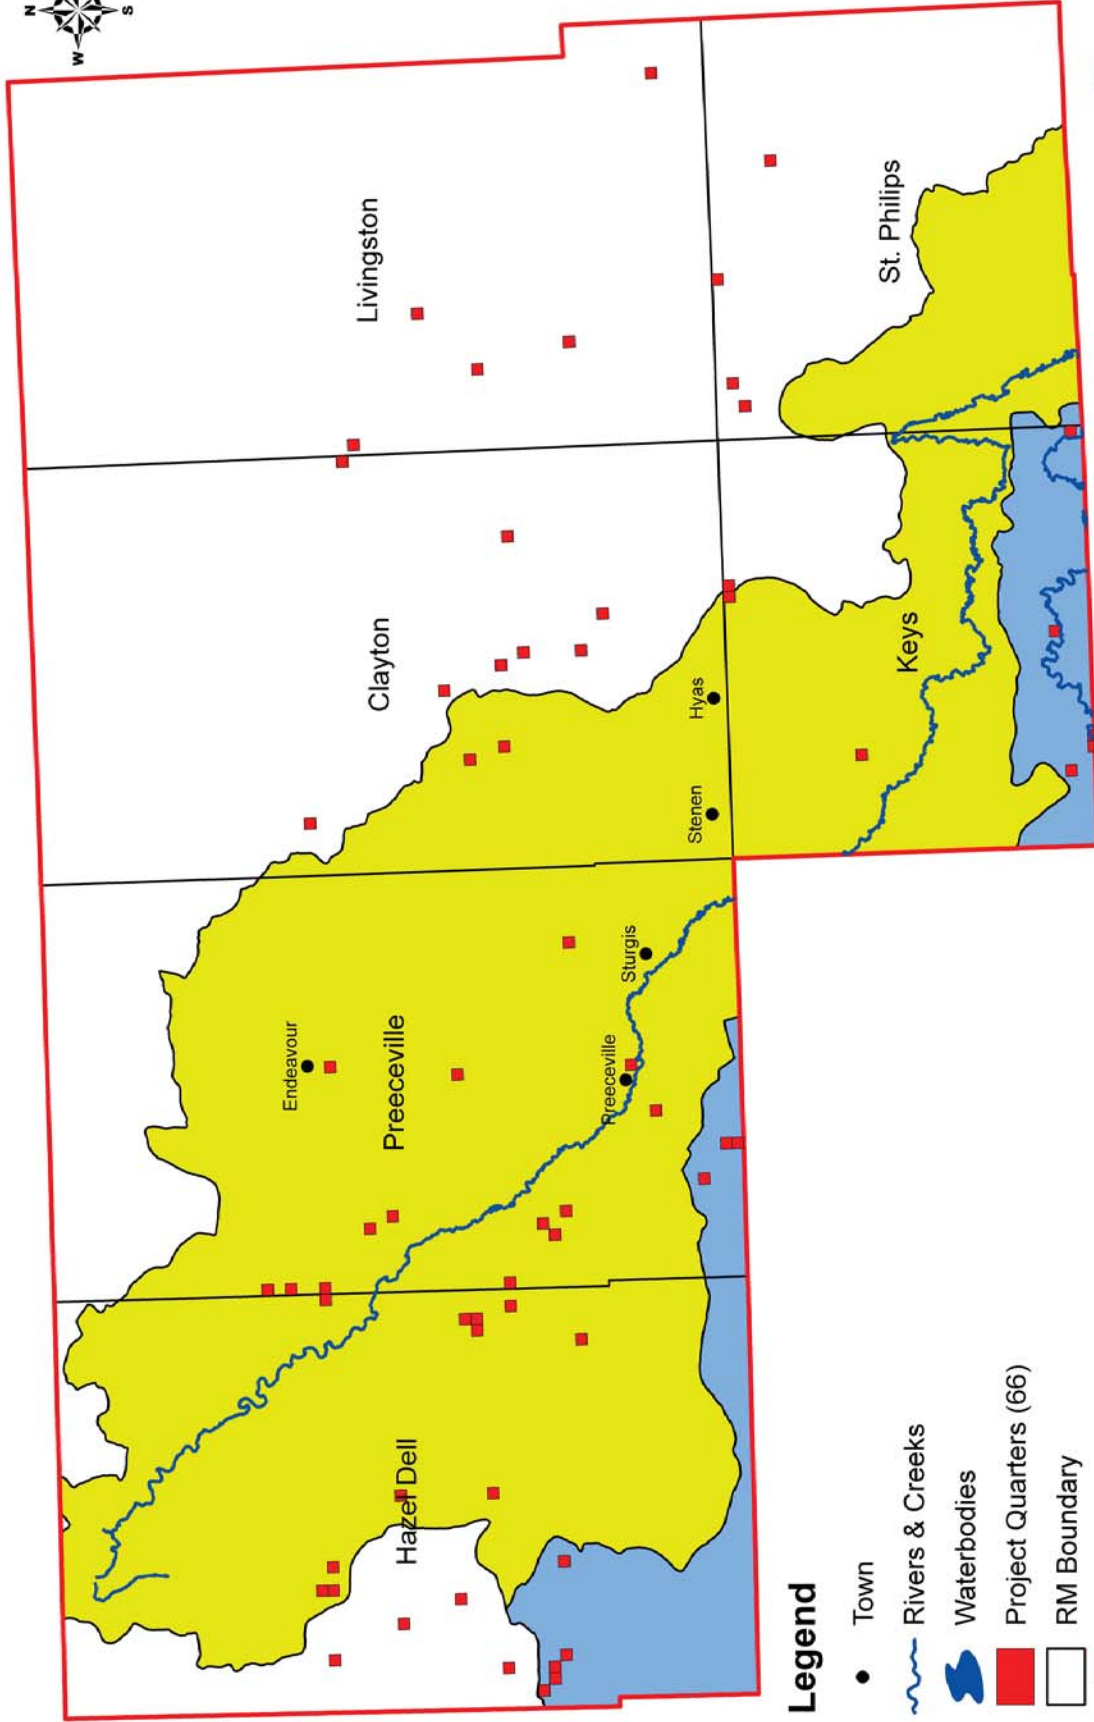 N
S
W
Livingston
St. Philips
Clayton
Keys
Hyas
Stenen
Endeavour
Preeceville
Preeceville
Sturgis
Hazel Dell
Legend
Town
Rivers & Creeks
Waterbodies
Project Quarters (66)
RM Boundary